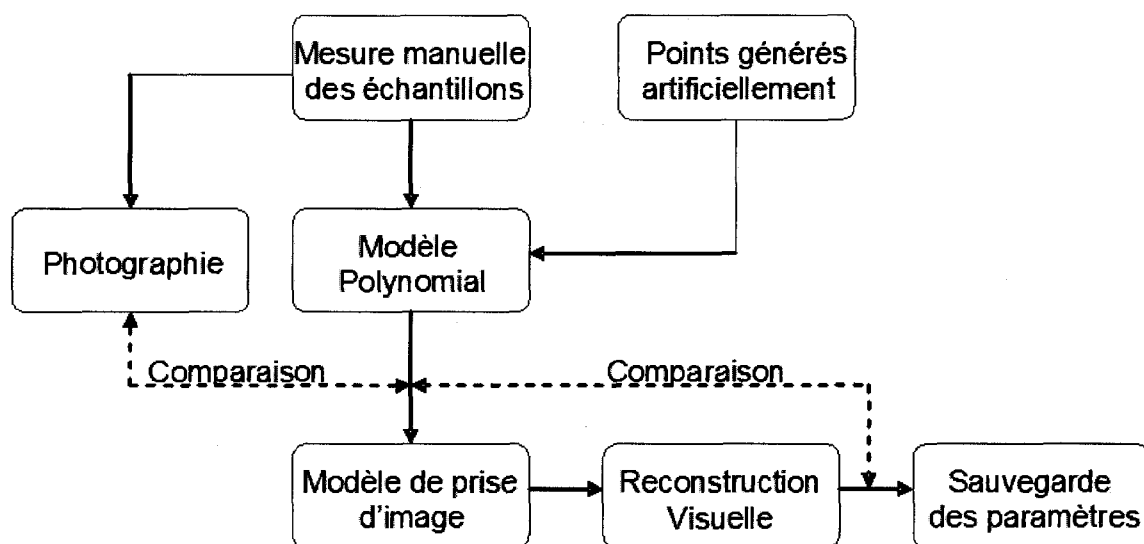 Mesure manuelle
des échantillons
Points générés
artificiellement
Photographie
Modèle
Polynomial
Comparaison
Comparaison
Modèle de prise
d'image
Reconstruction
Visuelle
Sauvegarde
des paramètres